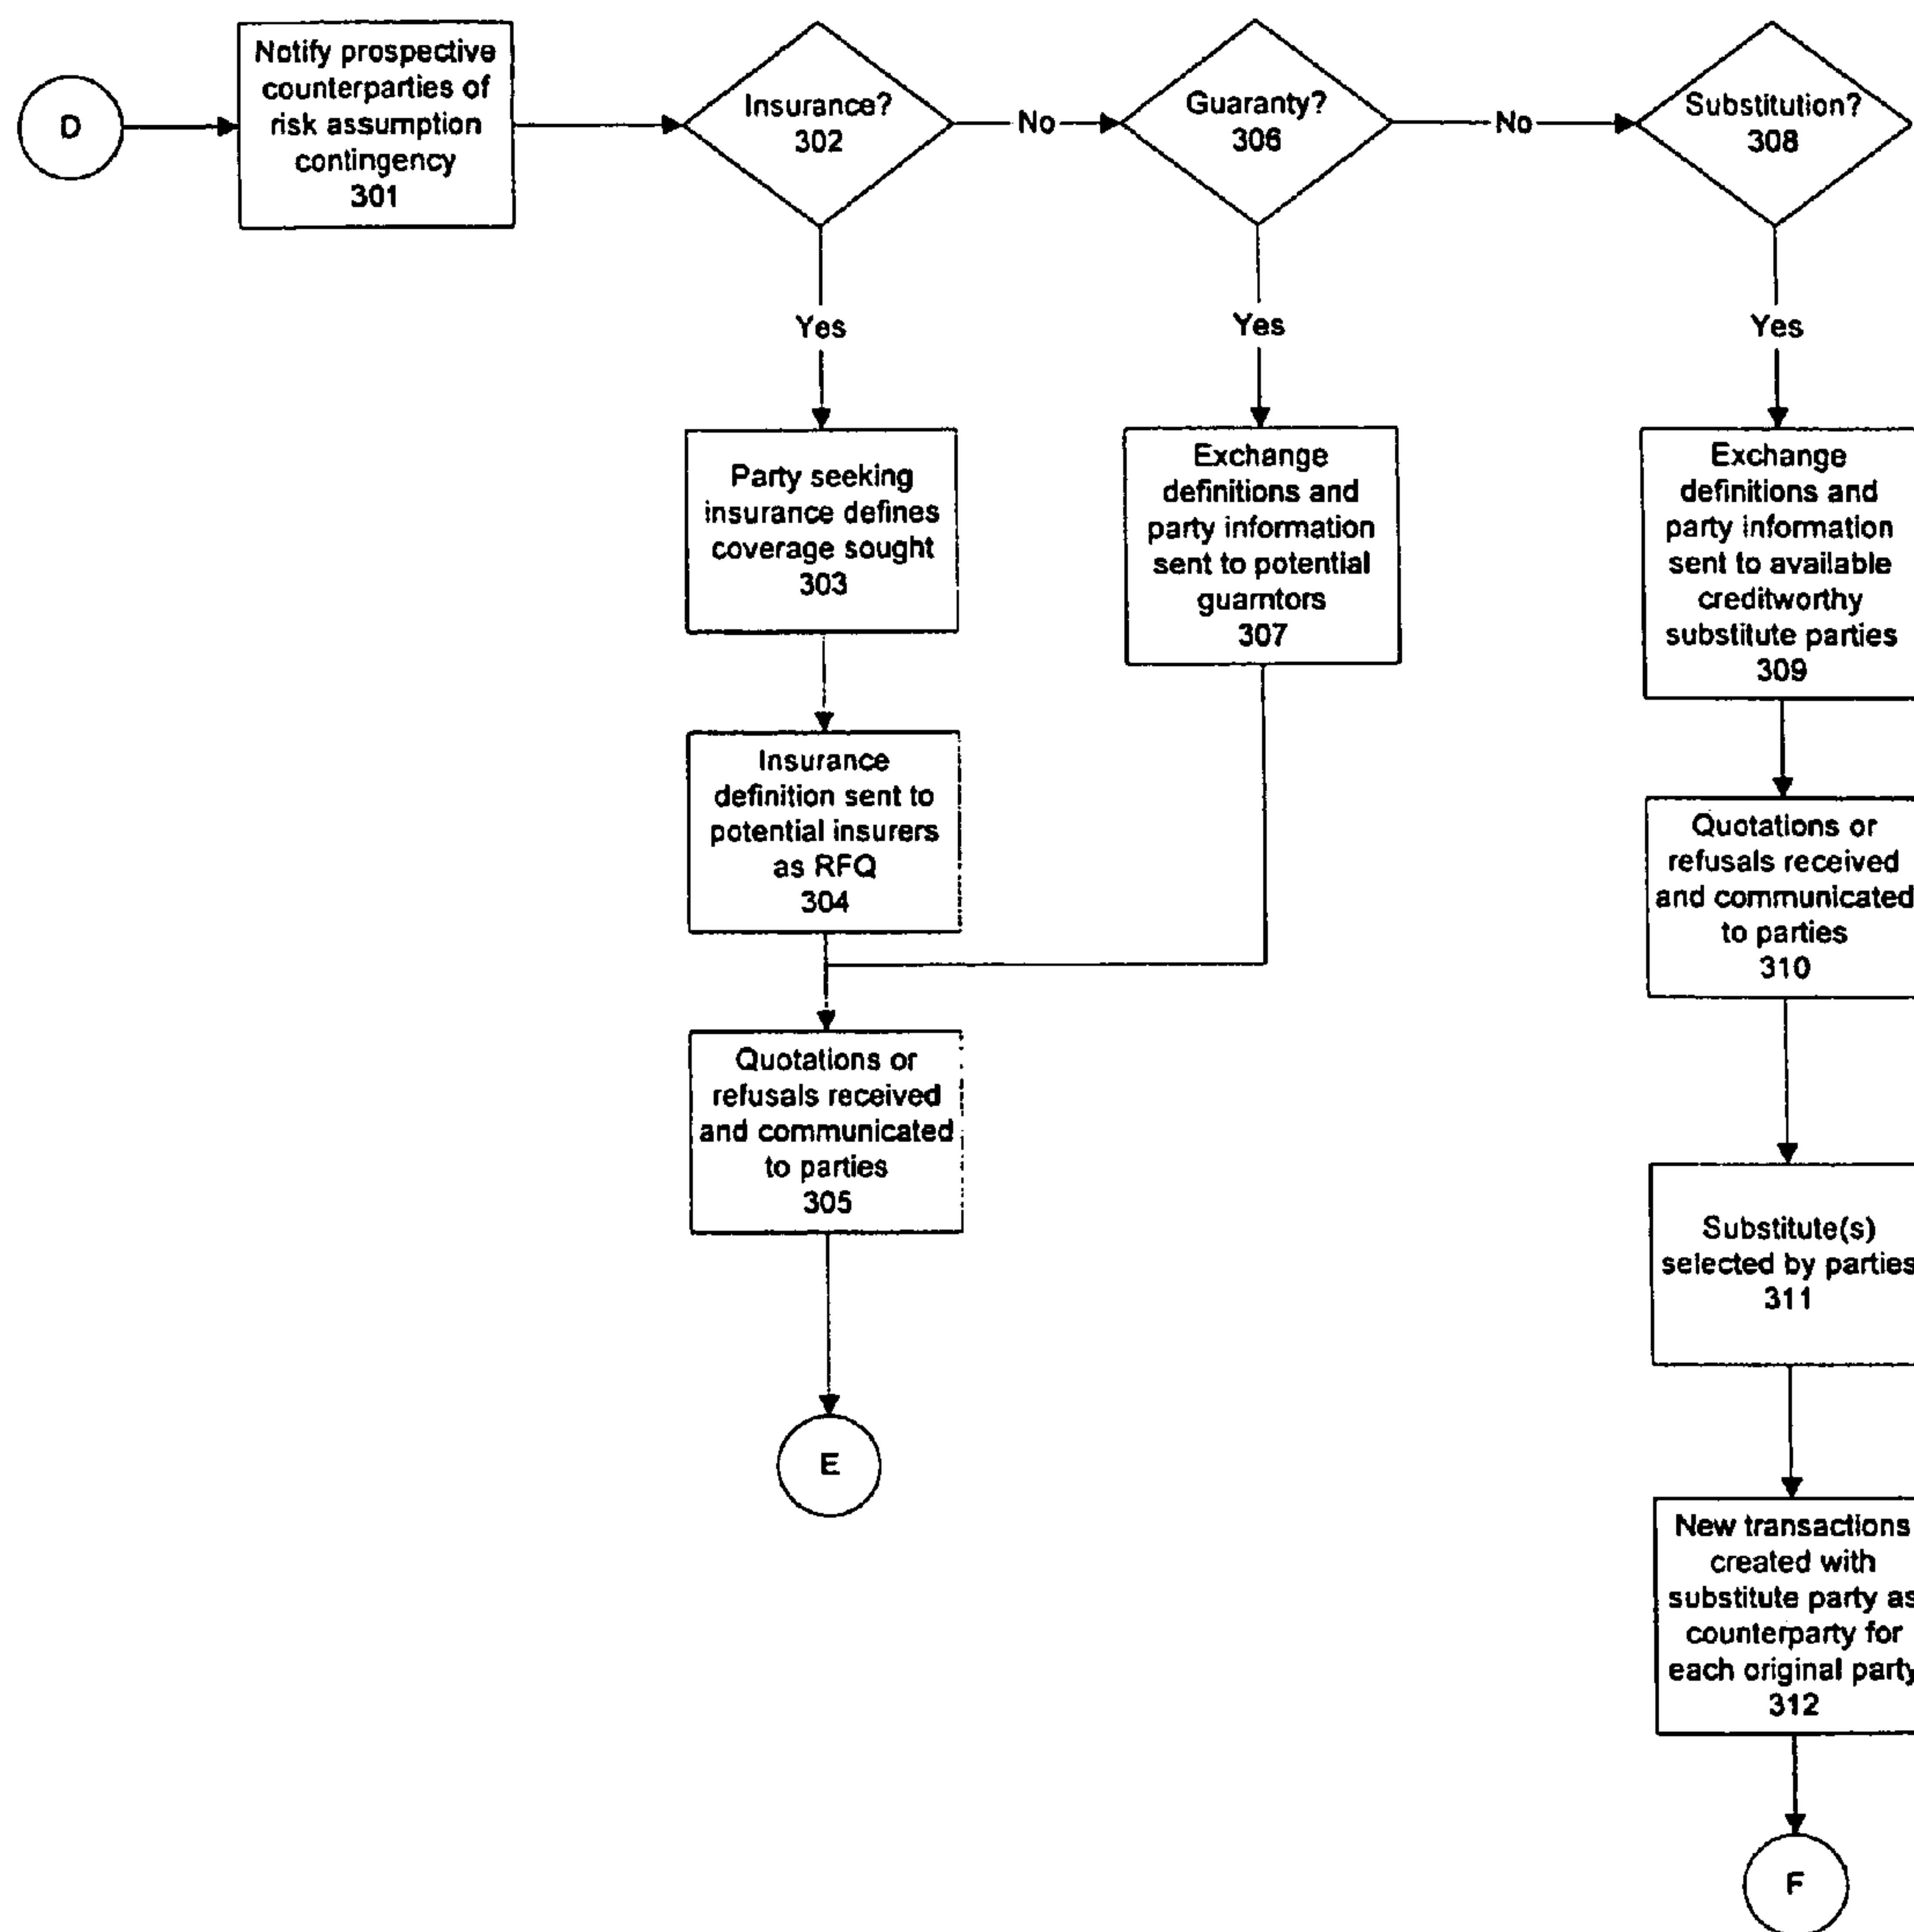 D
Notify prospective
counterparties of
risk assumption
contingency
301
Insurance?
302
No
Guaranty?
306
No
Substitution?
308
Yes
Yes
Yes
Party seeking
insurance defines
coverage sought
303
Exchange
definitions and
party information
sent to potential
guarntors
307
Exchange
definitions and
party information
sent to available
creditworthy
substitute parties
309
Insurance
definition sent to
potential insurers
as RFQ
304
Quotations or
refusals received
and communicated
to parties
310
Quotations or
refusals received
and communicated
to parties
305
Substitute(s)
selected by parties
311
E
New transactions
created with
substitute party as
counterparty for
each original party
312
F